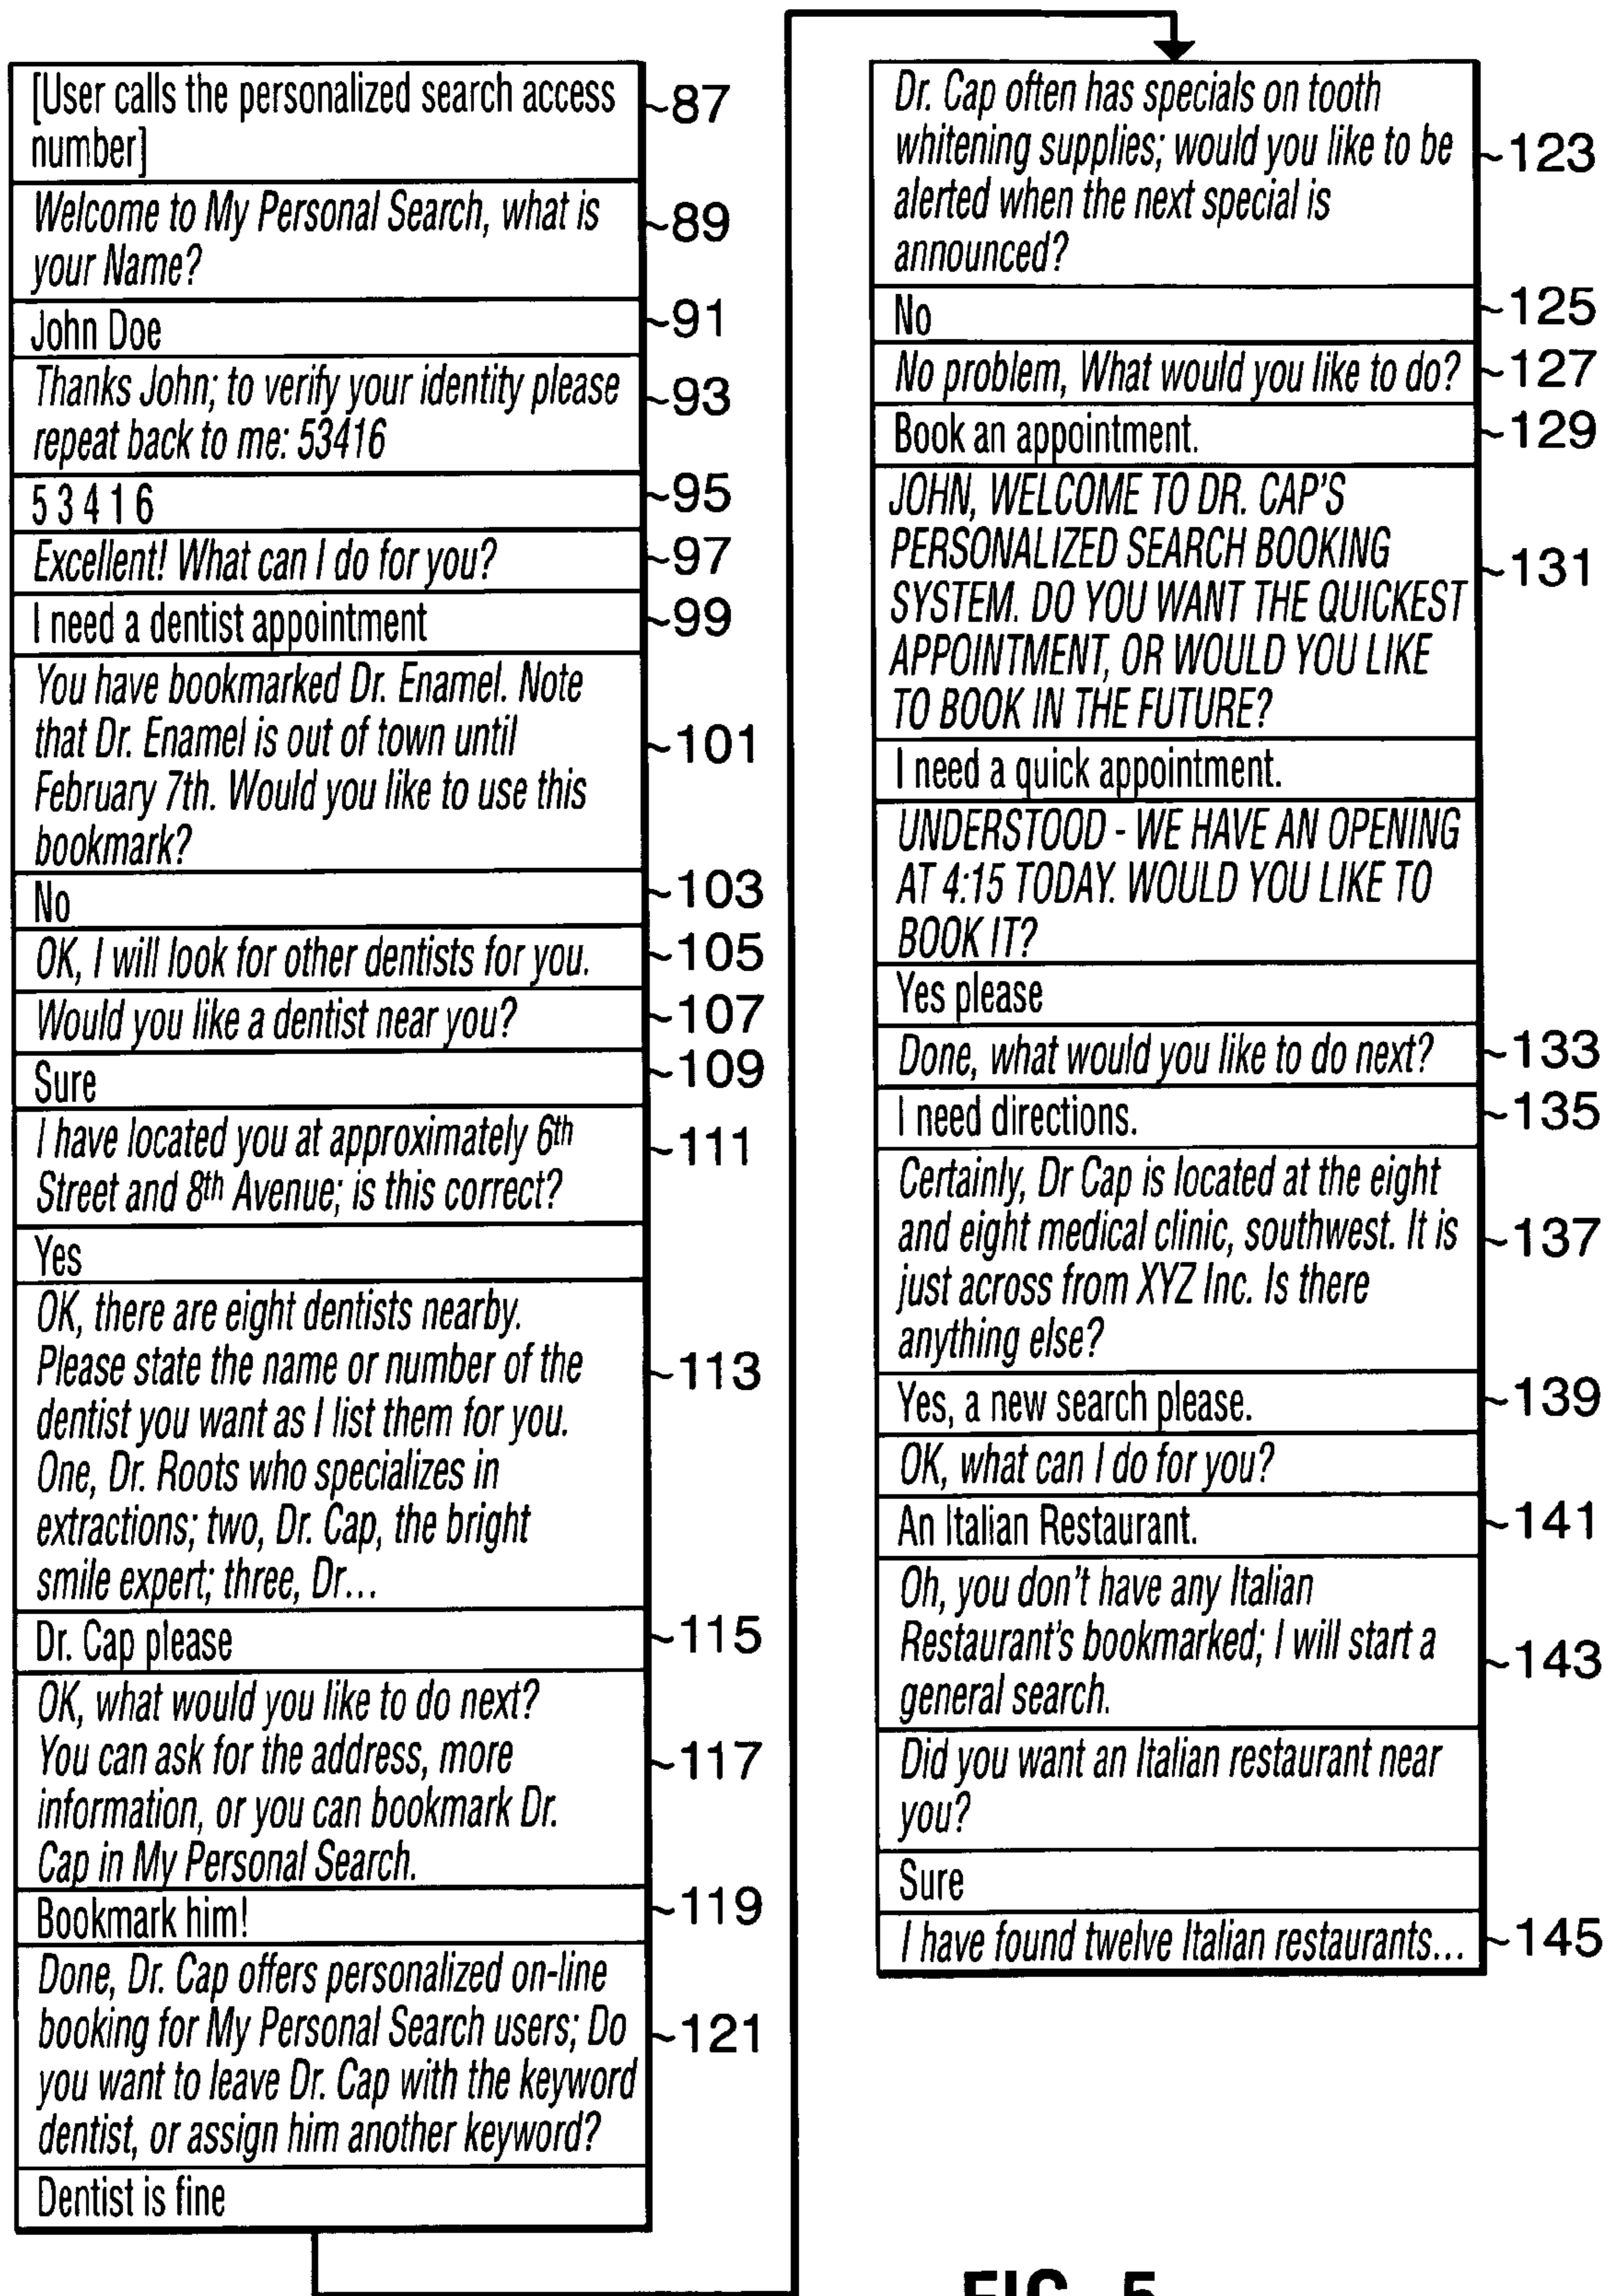 [User calls the personalized search access
number]
~87
Welcome to My Personal Search, what is
your Name?
~89
John Doe
~91
Thanks John; to verify your identity please
repeat back to me: 53416
~93
5 3 4 1 6
~95
Excellent! What can I do for you?
~97
I need a dentist appointment
~99
You have bookmarked Dr. Enamel. Note
that Dr. Enamel is out of town until
February 7th. Would you like to use this
bookmark?
~101
No
~103
OK, I will look for other dentists for you.
~105
Would you like a dentist near you?
~107
Sure
~109
I have located you at approximately 6th
Street and 8th Avenue; is this correct?
~111
Yes
OK, there are eight dentists nearby.
Please state the name or number of the
dentist you want as I list them for you.
One, Dr. Roots who specializes in
extractions; two, Dr. Cap, the bright
smile expert; three, Dr...
~113
Dr. Cap please
~115
OK, what would you like to do next?
You can ask for the address, more
information, or you can bookmark Dr.
Cap in My Personal Search.
~117
Bookmark him!
~119
Done, Dr. Cap offers personalized on-line
booking for My Personal Search users; Do
you want to leave Dr. Cap with the keyword
dentist, or assign him another keyword?
~121
Dentist is fine
Dr. Cap often has specials on tooth
whitening supplies; would you like to be
alerted when the next special is
announced?
~123
No
~125
No problem, What would you like to do?
~127
Book an appointment.
~129
JOHN, WELCOME TO DR. CAP'S
PERSONALIZED SEARCH BOOKING
SYSTEM. DO YOU WANT THE QUICKEST
APPOINTMENT, OR WOULD YOU LIKE
TO BOOK IN THE FUTURE?
~131
I need a quick appointment.
UNDERSTOOD - WE HAVE AN OPENING
AT 4:15 TODAY. WOULD YOU LIKE TO
BOOK IT?
Yes please
Done, what would you like to do next?
~133
I need directions.
~135
Certainly, Dr Cap is located at the eight
and eight medical clinic, southwest. It is
just across from XYZ Inc. Is there
anything else?
~137
Yes, a new search please.
~139
OK, what can I do for you?
An Italian Restaurant.
~141
Oh, you don't have any Italian
Restaurant's bookmarked; I will start a
general search.
~143
Did you want an Italian restaurant near
you?
Sure
I have found twelve Italian restaurants...
~145
FIG. 5